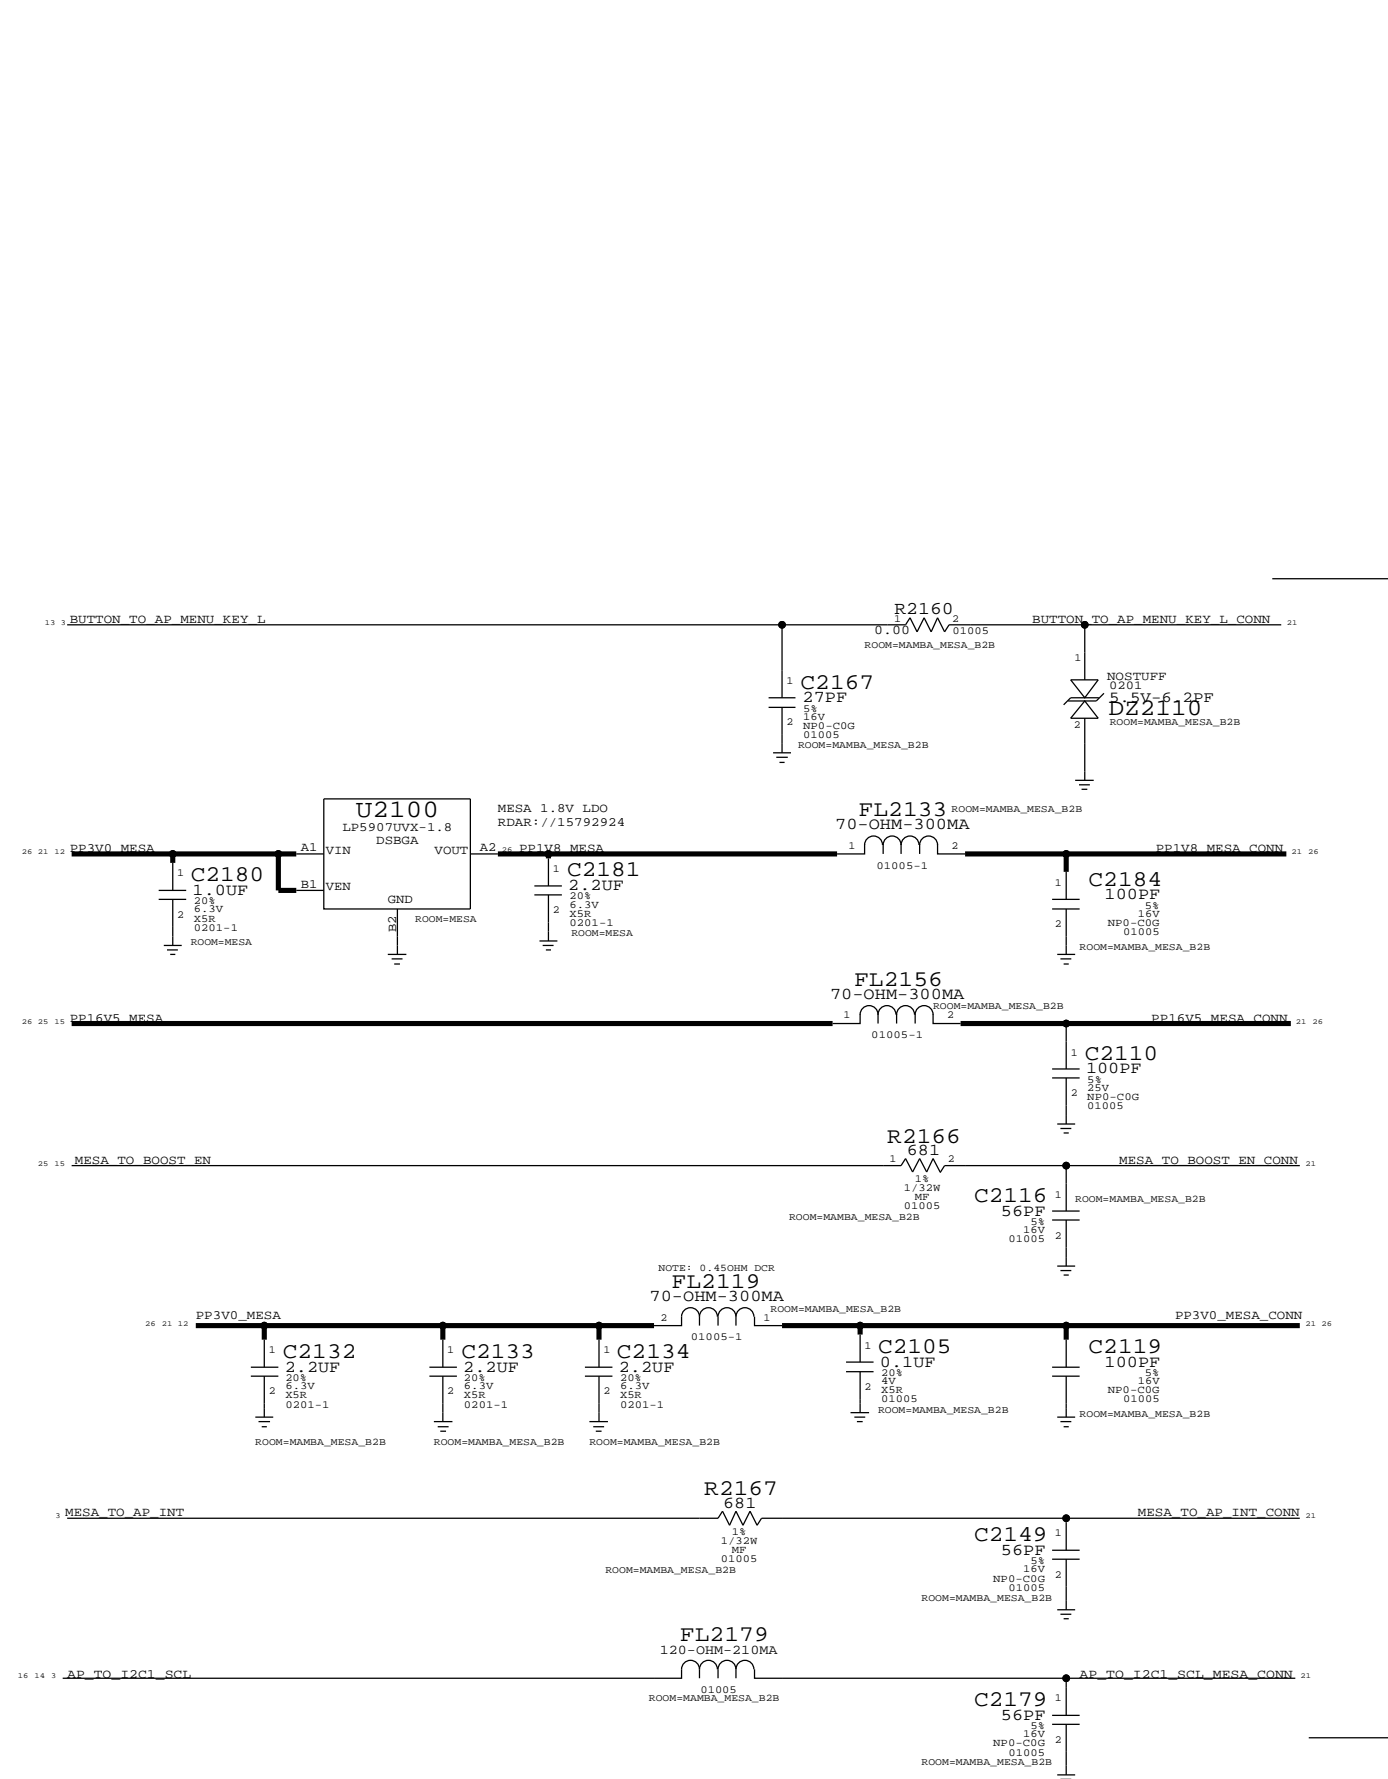 R2160
13 3 BUTTON_TO_AP_MENU_KEY_L 1 2 BUTTON_TO_AP_MENU_KEY_L_CONN 21
0.00 01005
ROOM=MAMBA_MESA_B2B
1 C2167
27PF
5%
16V
2 NP0-C0G
01005
ROOM=MAMBA_MESA_B2B
1
NOSTUFF
0201
5.5V-6.2PF
DZ2110
2 ROOM=MAMBA_MESA_B2B
U2100
LP5907UVX-1.8
DSBGA
A1 VIN VOUT A2
B1 VEN
GND
B2
ROOM=MESA
MESA 1.8V LDO
RDAR://15792924
26 21 12 PP3V0_MESA
26 PP1V8_MESA
FL2133 ROOM=MAMBA_MESA_B2B
70-OHM-300MA
1 2
01005-1
PP1V8_MESA_CONN 21 26
1 C2180
1.0UF
20%
6.3V
2 X5R
0201-1
ROOM=MESA
1 C2181
2.2UF
20%
6.3V
2 X5R
0201-1
ROOM=MESA
1 C2184
100PF
5%
16V
2 NP0-C0G
01005
ROOM=MAMBA_MESA_B2B
FL2156
70-OHM-300MA
ROOM=MAMBA_MESA_B2B
26 25 15 PP16V5_MESA 1 2 PP16V5_MESA_CONN 21 26
01005-1
1 C2110
100PF
5%
25V
2 NP0-C0G
01005
R2166
681
25 15 MESA_TO_BOOST_EN 1 2 MESA_TO_BOOST_EN_CONN 21
1%
1/32W
MF
01005
ROOM=MAMBA_MESA_B2B
C2116 1 ROOM=MAMBA_MESA_B2B
56PF
5%
16V
01005 2
NOTE: 0.45OHM DCR
FL2119
70-OHM-300MA
ROOM=MAMBA_MESA_B2B
26 21 12 PP3V0_MESA 2 1 PP3V0_MESA_CONN 21 26
01005-1
1 C2132
2.2UF
20%
6.3V
2 X5R
0201-1
ROOM=MAMBA_MESA_B2B
1 C2133
2.2UF
20%
6.3V
2 X5R
0201-1
ROOM=MAMBA_MESA_B2B
1 C2134
2.2UF
20%
6.3V
2 X5R
0201-1
ROOM=MAMBA_MESA_B2B
1 C2105
0.1UF
20%
4V
2 X5R
01005
ROOM=MAMBA_MESA_B2B
1 C2119
100PF
5%
16V
2 NP0-C0G
01005
ROOM=MAMBA_MESA_B2B
R2167
681
3 MESA_TO_AP_INT MESA_TO_AP_INT_CONN 21
1%
1/32W
MF
01005
ROOM=MAMBA_MESA_B2B
C2149 1
56PF
5%
16V
NP0-C0G 2
01005
ROOM=MAMBA_MESA_B2B
FL2179
120-OHM-210MA
16 14 3 AP_TO_I2C1_SCL AP_TO_I2C1_SCL_MESA_CONN 21
01005
ROOM=MAMBA_MESA_B2B
C2179 1
56PF
5%
16V
NP0-C0G 2
01005
ROOM=MAMBA_MESA_B2B